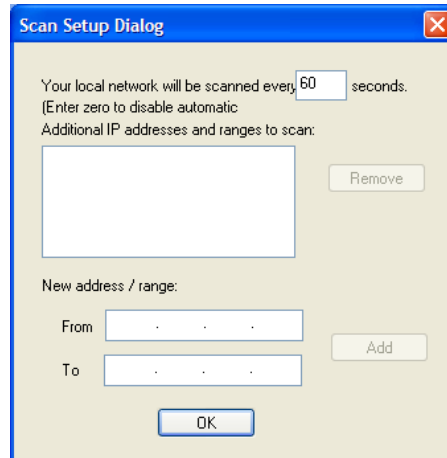 Scan Setup Dialog
Your local network will be scanned every 60 seconds.
(Enter zero to disable automatic
Additional IP addresses and ranges to scan:
Remove
New address / range:
From . . .
Add
To . . .
OK